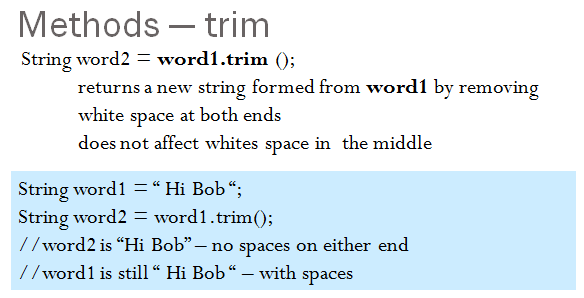 Methods — trim
String word2 = word1.trim ();
returns a new string formed from word1 by removing
white space at both ends
does not affect whites space in  the middle
String word1 = “ Hi Bob “;
String word2 = word1.trim();
//word2 is “Hi Bob” – no spaces on either end
//word1 is still “ Hi Bob “ – with spaces